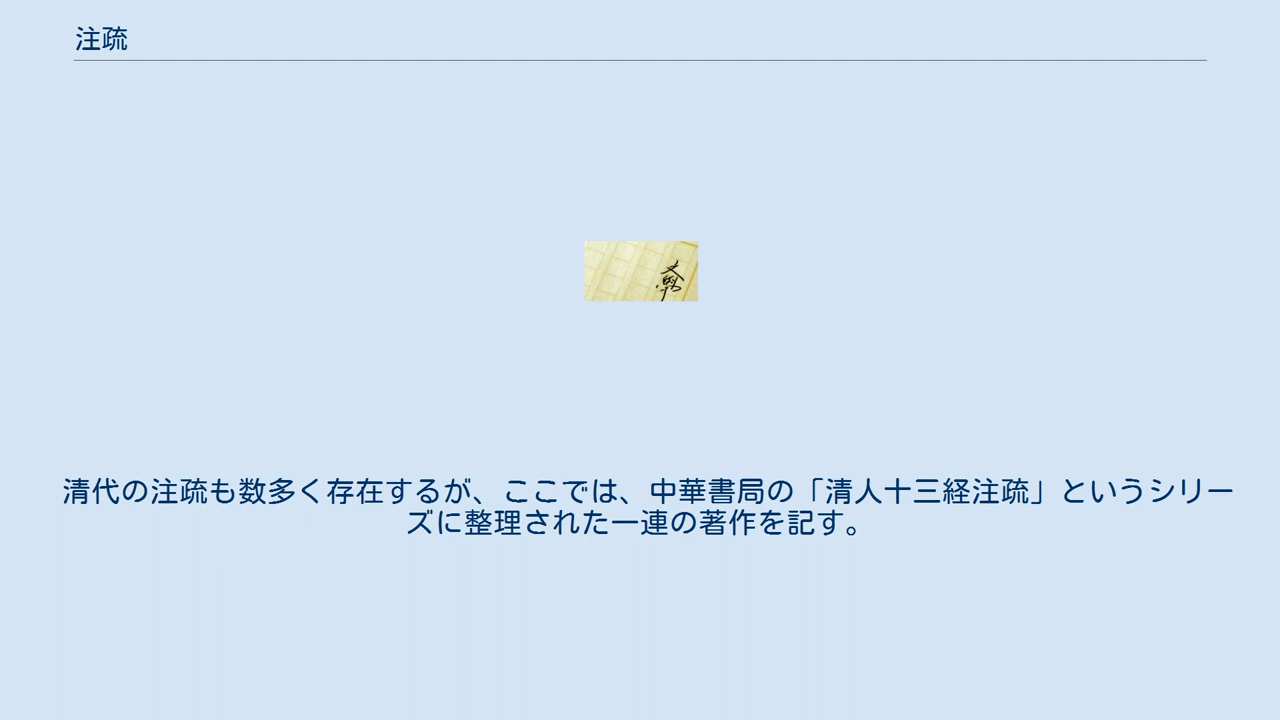 注疏
清代の注疏も数多く存在するが、ここでは、中華書局の「清人十三経注疏」というシリー
ズに整理された一連の著作を記す。